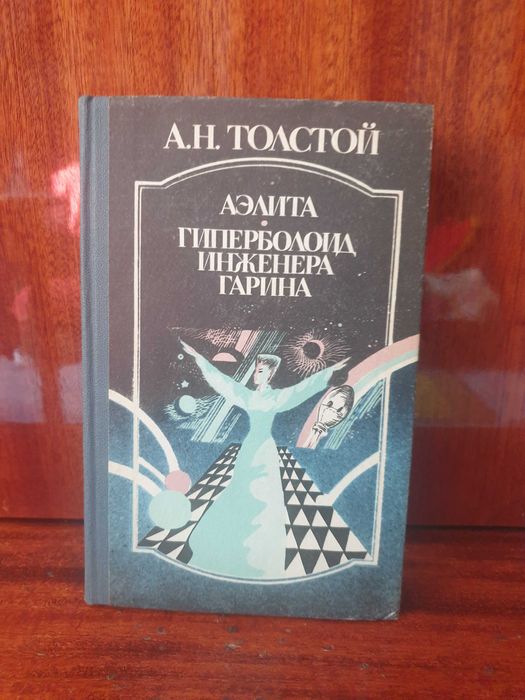 А.Н. ТОЛСТОЙ
АЭЛИТА
•
ГИПЕРБОЛОИД
ИНЖЕНЕРА
ГАРИНА